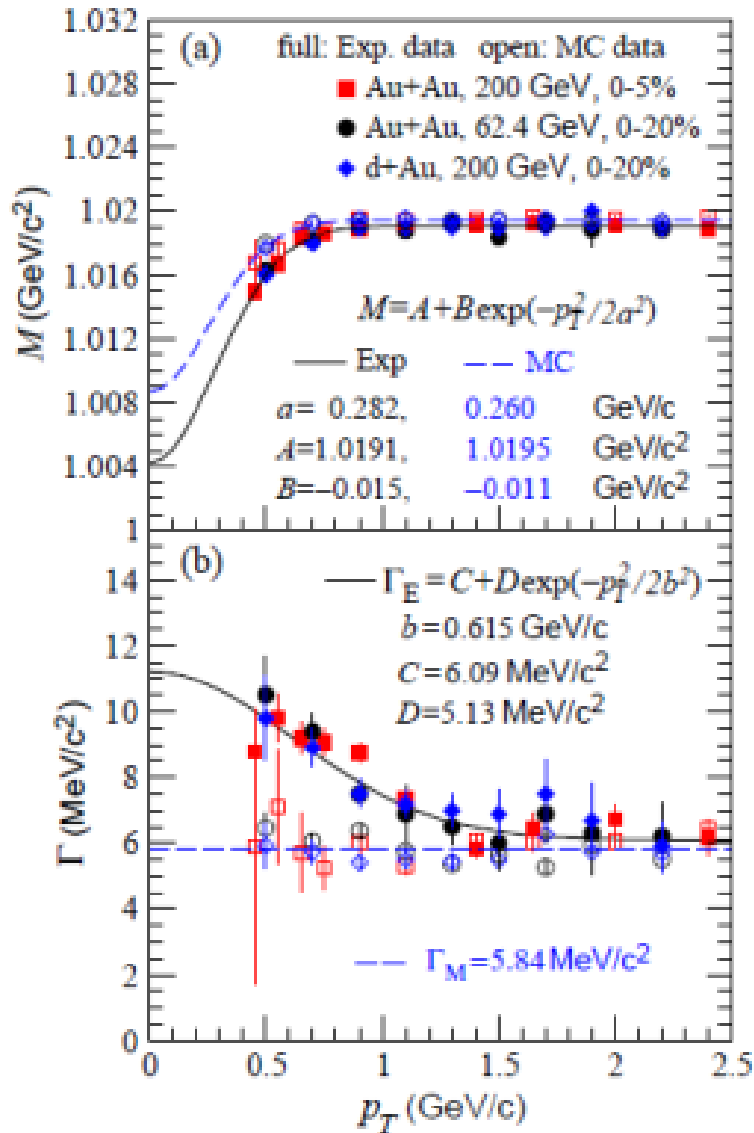 1.032
1.028
1.024
1.02
1.016
1.012
1.008
1.004
1
M (GeV/c²)
(a) full: Exp. data open: MC data
Au+Au, 200 GeV, 0-5%
Au+Au, 62.4 GeV, 0-20%
d+Au, 200 GeV, 0-20%
M=A+Bexp(−p_T²/2a²)
Exp MC
a= 0.282, 0.260 GeV/c
A=1.0191, 1.0195 GeV/c²
B=−0.015, −0.011 GeV/c²
14
12
10
8
6
4
2
0
Γ (MeV/c²)
(b) Γ_E=C+Dexp(−p_T²/2b²)
b=0.615 GeV/c
C=6.09 MeV/c²
D=5.13 MeV/c²
Γ_M=5.84 MeV/c²
0 0.5 1 1.5 2 2.5
p_T (GeV/c)